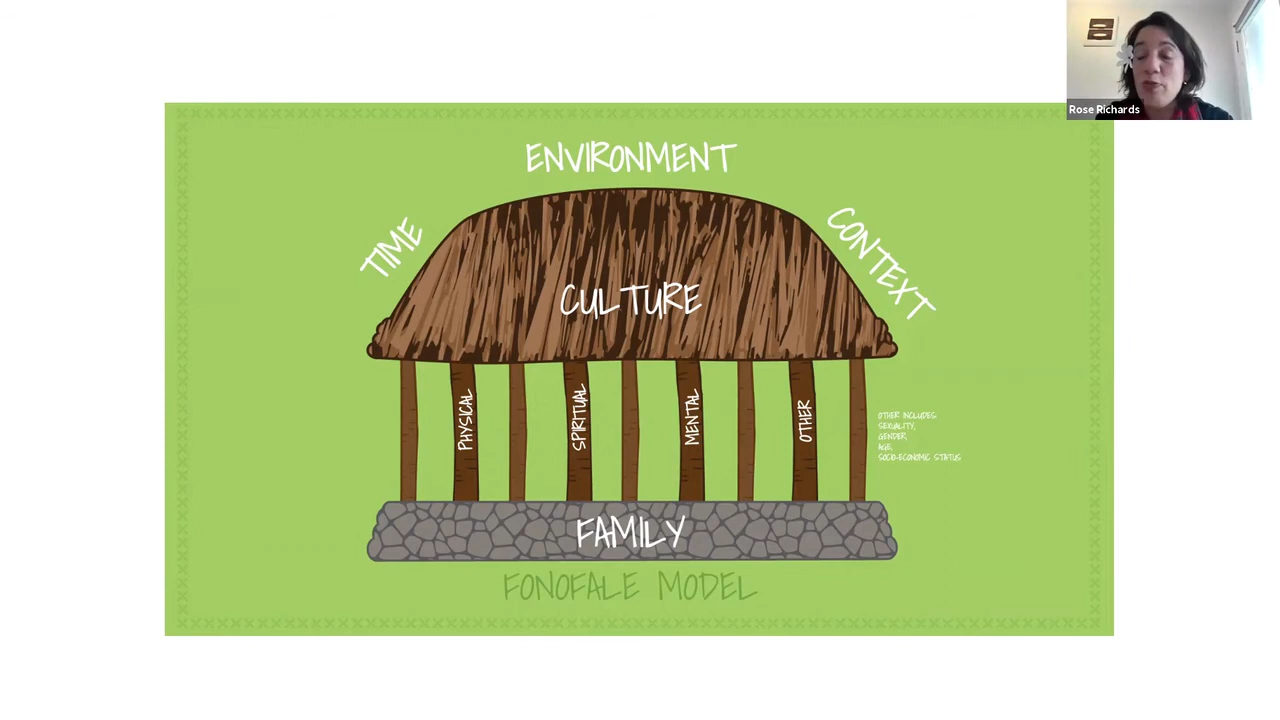 Rose Richards
ENVIRONMENT
TIME
CONTEXT
CULTURE
PHYSICAL
SPIRITUAL
MENTAL
OTHER
OTHER INCLUDES:
SEXUALITY,
GENDER,
AGE,
SOCIO-ECONOMIC STATUS
FAMILY
FONOFALE MODEL